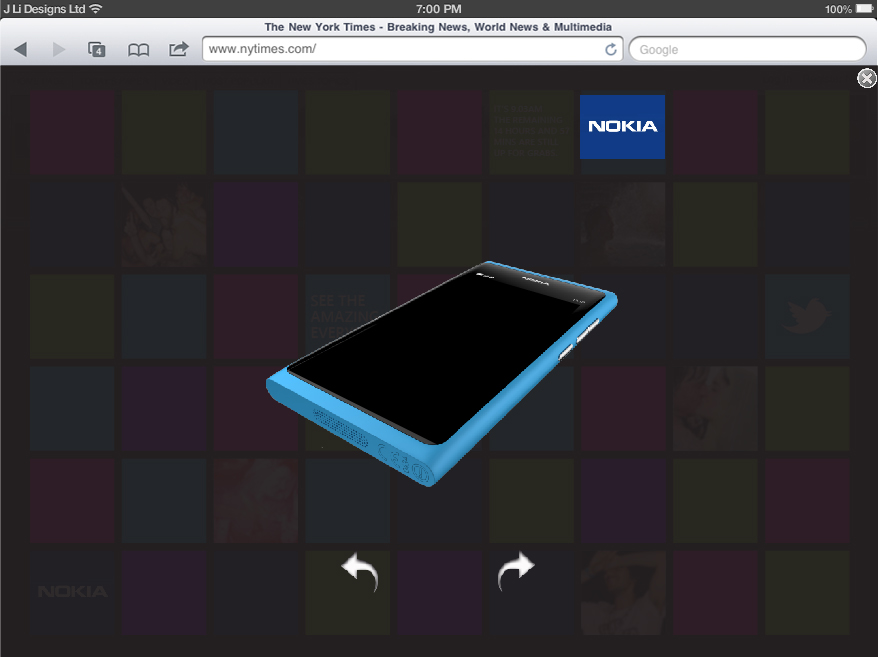 J Li Designs Ltd
7:00 PM
100%
The New York Times - Breaking News, World News & Multimedia
4
www.nytimes.com/
Google
NOKIA
NOKIA
SEE THE
AMAZING
NOKIA